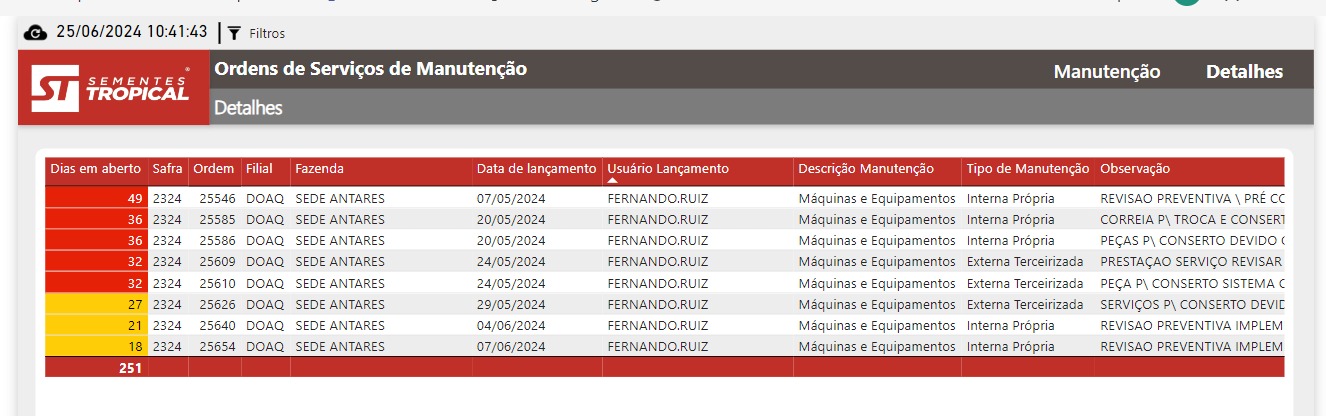 25/06/2024 10:41:43 Filtros
ST SEMENTES TROPICAL
Ordens de Serviços de Manutenção
Manutenção Detalhes
Detalhes
Dias em aberto Safra Ordem Filial Fazenda Data de lançamento Usuário Lançamento Descrição Manutenção Tipo de Manutenção Observação
49 2324 25546 DOAQ SEDE ANTARES 07/05/2024 FERNANDO.RUIZ Máquinas e Equipamentos Interna Própria REVISAO PREVENTIVA \ PRÉ
36 2324 25585 DOAQ SEDE ANTARES 20/05/2024 FERNANDO.RUIZ Máquinas e Equipamentos Interna Própria CORREIA P\ TROCA E CONSERT
36 2324 25586 DOAQ SEDE ANTARES 20/05/2024 FERNANDO.RUIZ Máquinas e Equipamentos Interna Própria PEÇAS P\ CONSERTO DEVIDO
32 2324 25609 DOAQ SEDE ANTARES 24/05/2024 FERNANDO.RUIZ Máquinas e Equipamentos Externa Terceirizada PRESTAÇAO SERVIÇO REVISAR
32 2324 25610 DOAQ SEDE ANTARES 24/05/2024 FERNANDO.RUIZ Máquinas e Equipamentos Externa Terceirizada PEÇA P\ CONSERTO SISTEMA
27 2324 25626 DOAQ SEDE ANTARES 29/05/2024 FERNANDO.RUIZ Máquinas e Equipamentos Externa Terceirizada SERVIÇOS P\ CONSERTO DEVID
21 2324 25640 DOAQ SEDE ANTARES 04/06/2024 FERNANDO.RUIZ Máquinas e Equipamentos Interna Própria REVISAO PREVENTIVA IMPLEM
18 2324 25654 DOAQ SEDE ANTARES 07/06/2024 FERNANDO.RUIZ Máquinas e Equipamentos Interna Própria REVISAO PREVENTIVA IMPLEM
251